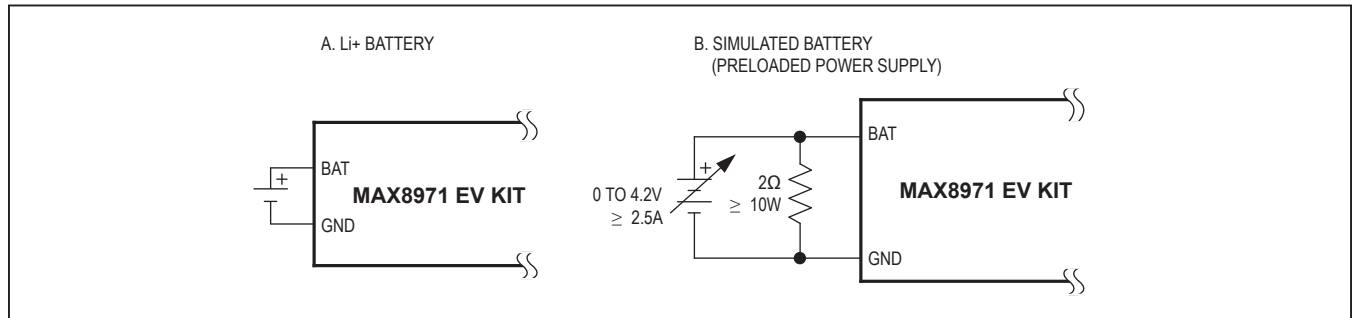 A. Li+ BATTERY
BAT
MAX8971 EV KIT
GND
+
B. SIMULATED BATTERY
(PRELOADED POWER SUPPLY)
BAT
+
0 TO 4.2V
≥ 2.5A
2Ω
≥ 10W
MAX8971 EV KIT
GND